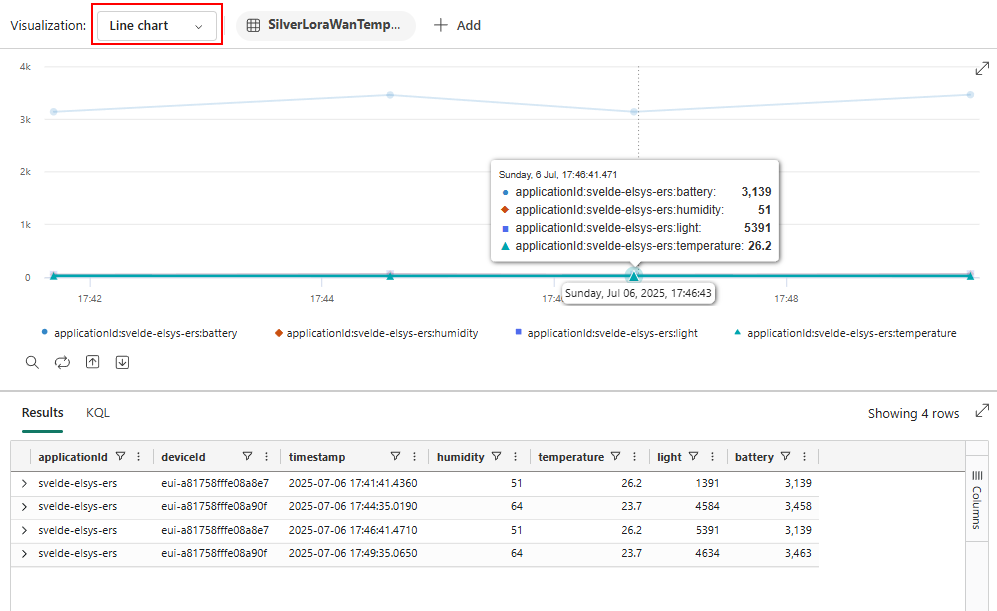 Visualization: Line chart SilverLoraWanTemp... Add
4k
3k
2k
1k
0
Sunday, 6 Jul, 17:46:41.471
applicationId:svelde-elsys-ers:battery: 3,139
applicationId:svelde-elsys-ers:humidity: 51
applicationId:svelde-elsys-ers:light: 5391
applicationId:svelde-elsys-ers:temperature: 26.2
17:42 17:44 Sunday, Jul 06, 2025, 17:46:43 17:48
applicationId:svelde-elsys-ers:battery applicationId:svelde-elsys-ers:humidity applicationId:svelde-elsys-ers:light applicationId:svelde-elsys-ers:temperature
Results KQL Showing 4 rows
applicationId deviceId timestamp humidity temperature light battery
svelde-elsys-ers eui-a81758fffe08a8e7 2025-07-06 17:41:41.4360 51 26.2 1391 3,139
svelde-elsys-ers eui-a81758fffe08a90f 2025-07-06 17:44:35.0190 64 23.7 4584 3,458
svelde-elsys-ers eui-a81758fffe08a8e7 2025-07-06 17:46:41.4710 51 26.2 5391 3,139
svelde-elsys-ers eui-a81758fffe08a90f 2025-07-06 17:49:35.0650 64 23.7 4634 3,463
Columns